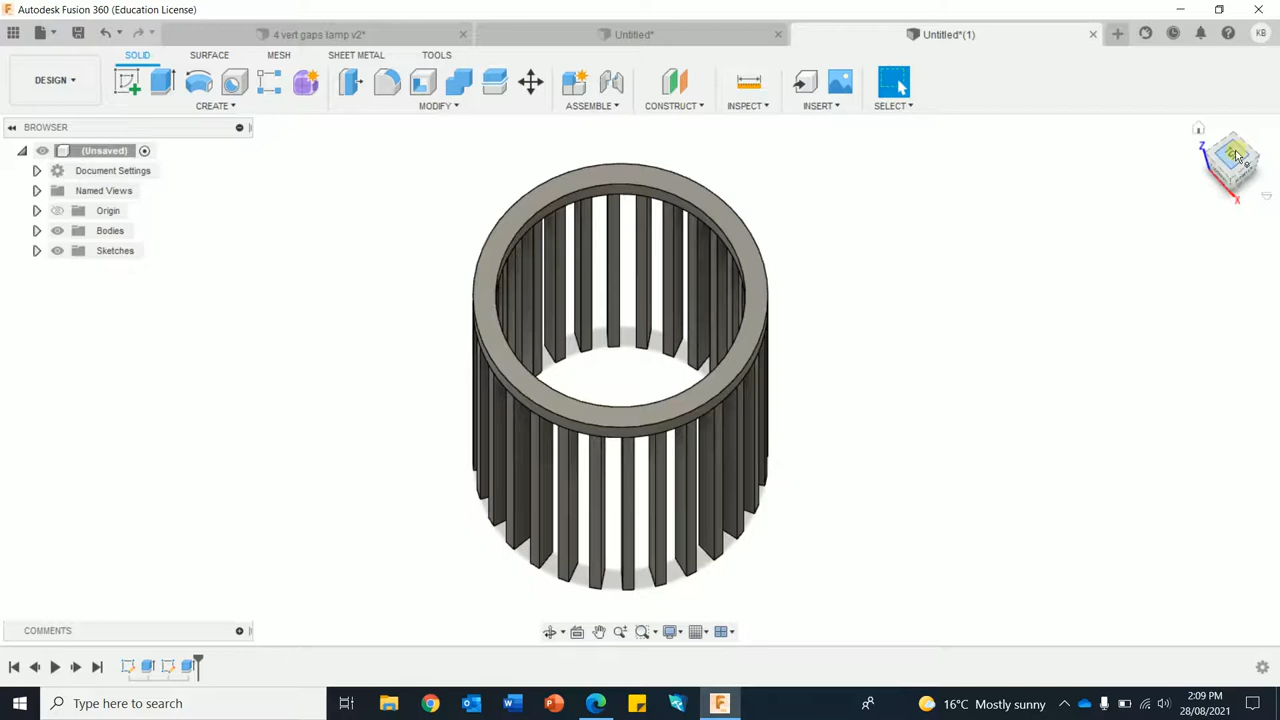 Autodesk Fusion 360 (Education License)
4 vert gaps lamp v2*
Untitled*
Untitled*(1)
KB
SOLID
SURFACE
MESH
SHEET METAL
TOOLS
DESIGN
CREATE
MODIFY
ASSEMBLE
CONSTRUCT
INSPECT
INSERT
SELECT
BROWSER
(Unsaved)
Document Settings
Named Views
Origin
Bodies
Sketches
Z
X
COMMENTS
Type here to search
16°C Mostly sunny
2:09 PM
28/08/2021